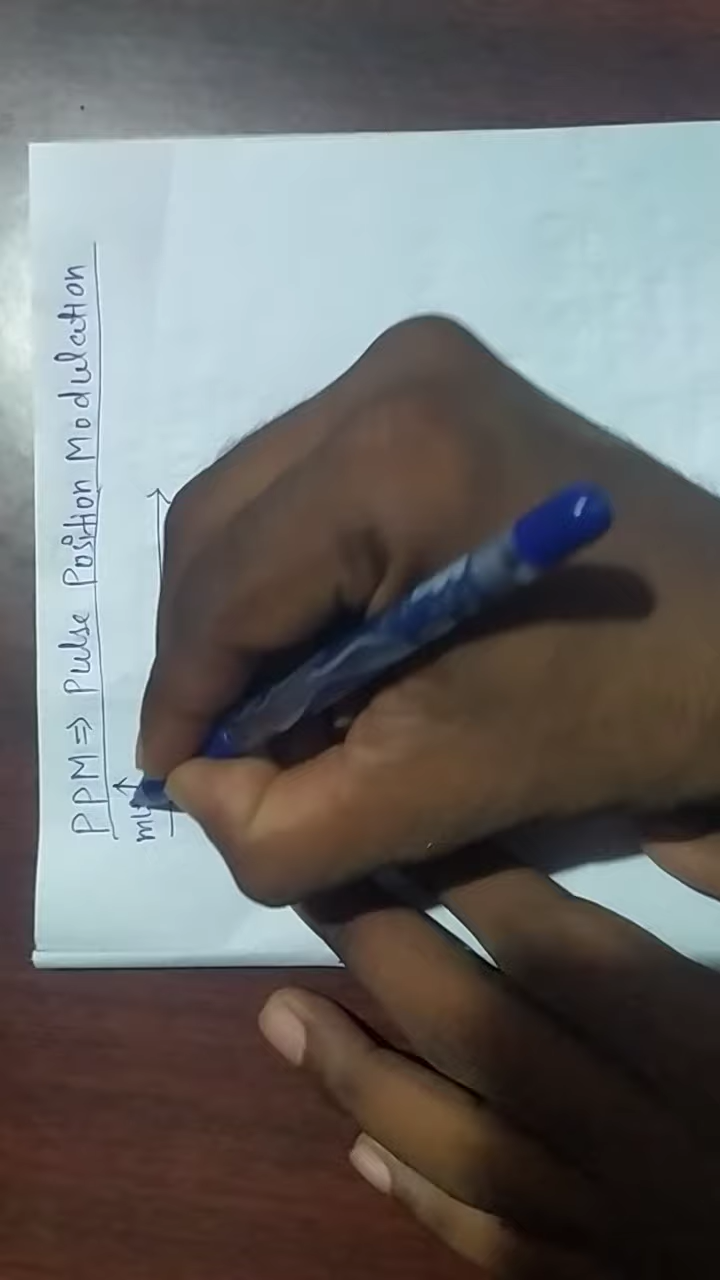 PPM ⇒ Pulse Position Modulation
m(